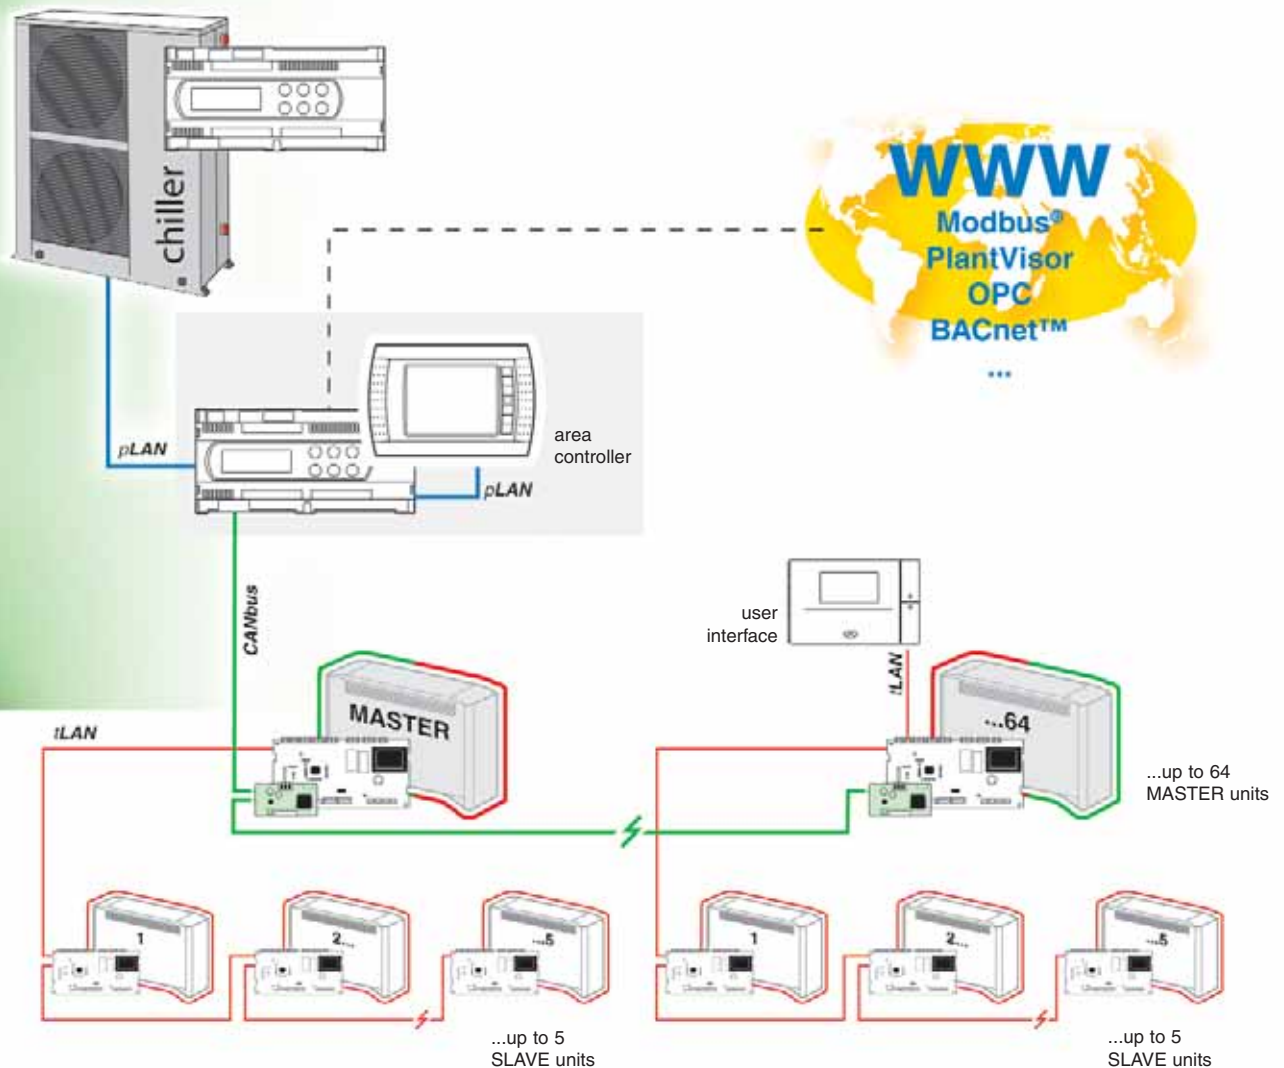 chiller
WWW
Modbus®
PlantVisor
OPC
BACnet™
...
pLAN
area
controller
pLAN
CANbus
user
interface
tLAN
MASTER
...64
tLAN
...up to 64
MASTER units
1
2...
...5
1
2...
...5
...up to 5
SLAVE units
...up to 5
SLAVE units